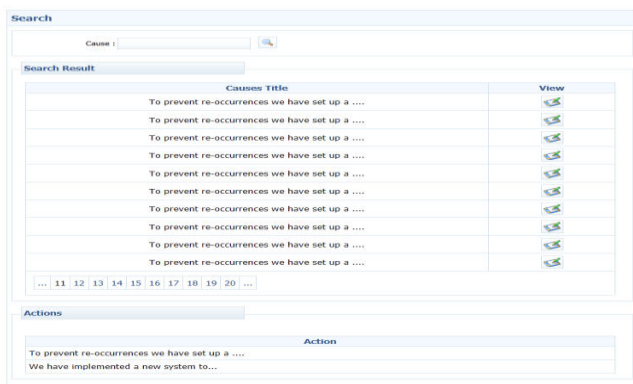 Search
Cause :
Search Result
Causes Title View
To prevent re-occurrences we have set up a ....
To prevent re-occurrences we have set up a ....
To prevent re-occurrences we have set up a ....
To prevent re-occurrences we have set up a ....
To prevent re-occurrences we have set up a ....
To prevent re-occurrences we have set up a ....
To prevent re-occurrences we have set up a ....
To prevent re-occurrences we have set up a ....
To prevent re-occurrences we have set up a ....
To prevent re-occurrences we have set up a ....
... 11 12 13 14 15 16 17 18 19 20 ...
Actions
Action
To prevent re-occurrences we have set up a ....
We have implemented a new system to...